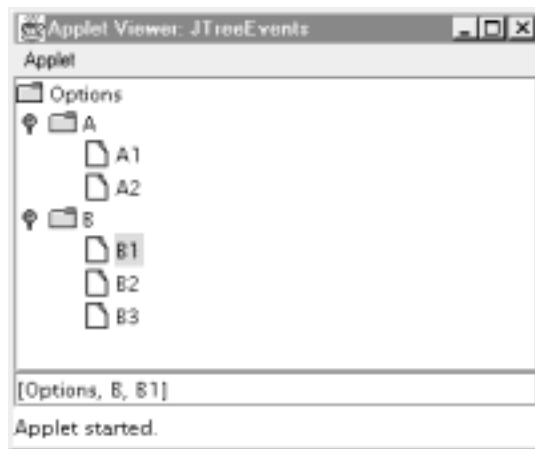 Applet Viewer: JTreeEvents
Applet
Options
A
A1
A2
B
B1
B2
B3
[Options, B, B1]
Applet started.